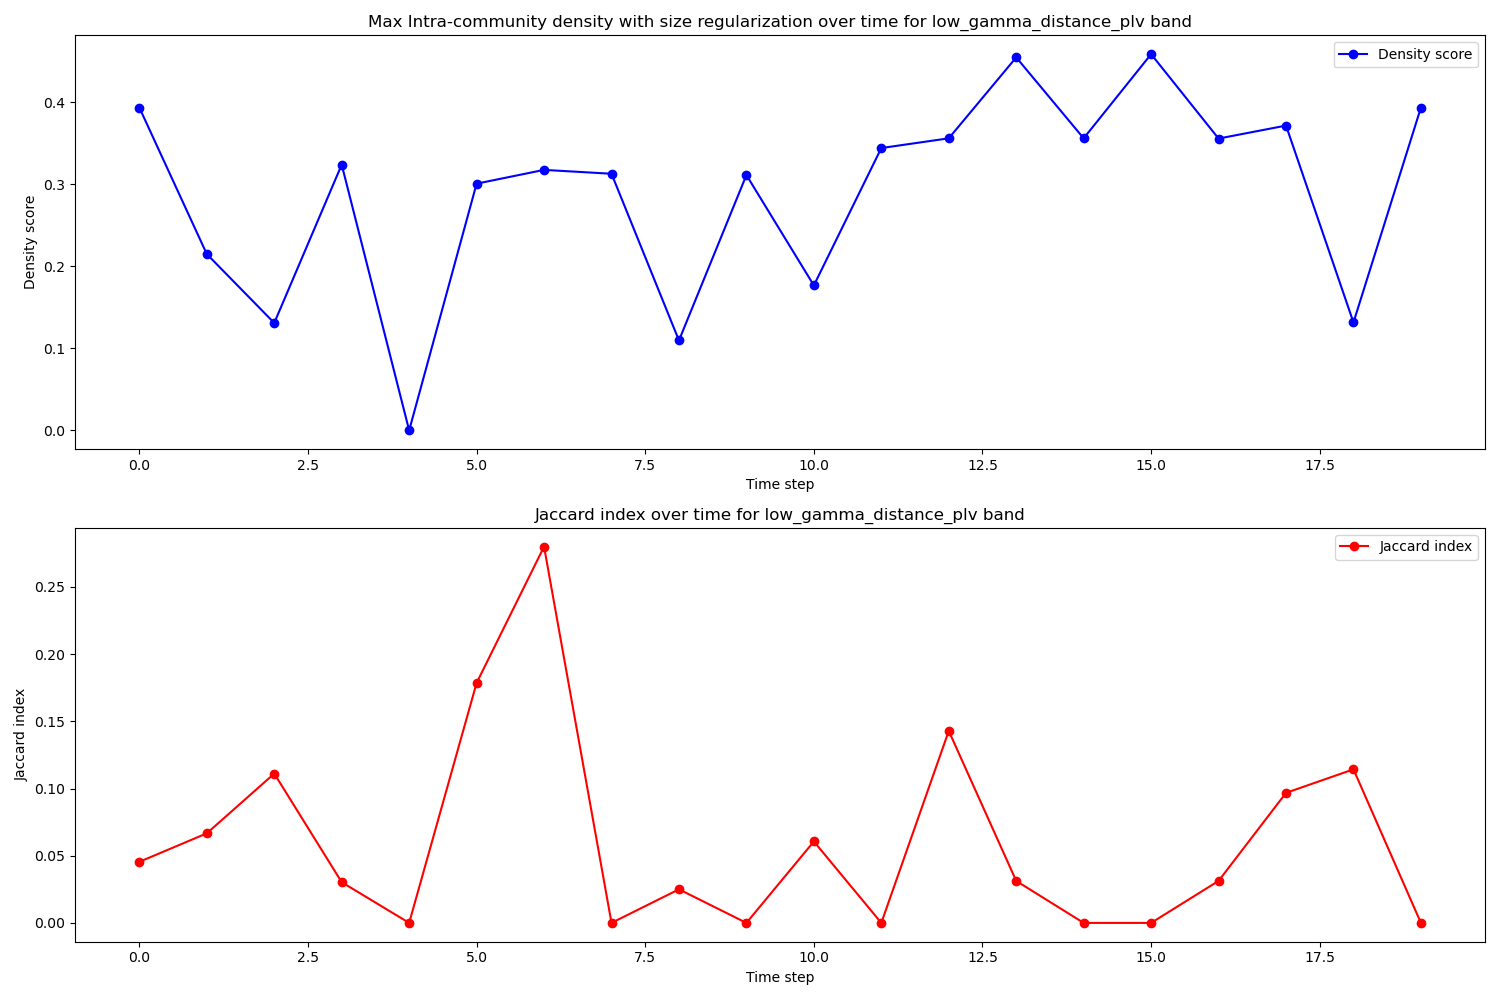 Max Intra-community density with size regularization over time for low_gamma_distance_plv band
Density score
Density score
0.4
0.3
0.2
0.1
0.0
0.0 2.5 5.0 7.5 10.0 12.5 15.0 17.5
Time step
Jaccard index over time for low_gamma_distance_plv band
Jaccard index
Jaccard index
0.25
0.20
0.15
0.10
0.05
0.00
0.0 2.5 5.0 7.5 10.0 12.5 15.0 17.5
Time step